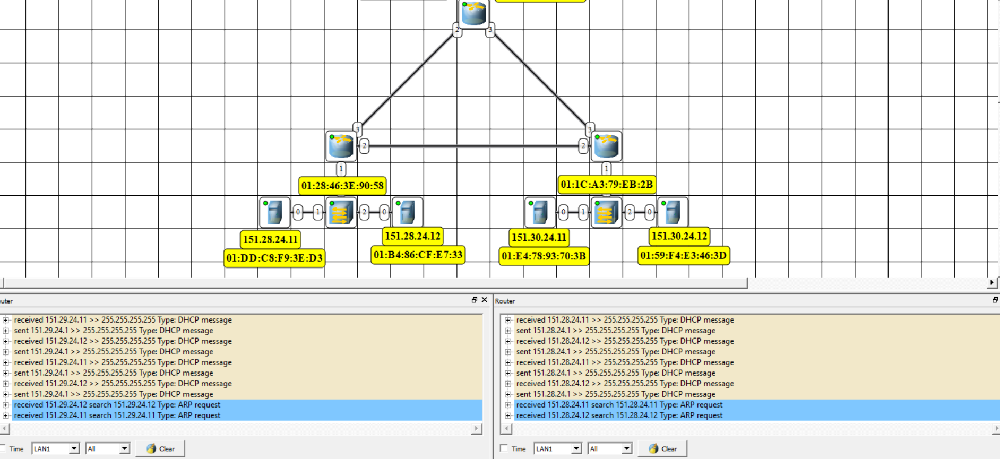 2
3
3
3
2
2
1
1
01:28:46:3E:90:58
01:1C:A3:79:EB:2B
0
1
2
0
0
1
2
0
151.28.24.11
151.28.24.12
151.30.24.11
151.30.24.12
01:DD:C8:F9:3E:D3
01:B4:86:CF:E7:33
01:E4:78:93:70:3B
01:59:F4:E3:46:3D
received 151.29.24.11 >> 255.255.255.255 Type: DHCP message
sent 151.29.24.1 >> 255.255.255.255 Type: DHCP message
received 151.29.24.12 >> 255.255.255.255 Type: DHCP message
sent 151.29.24.1 >> 255.255.255.255 Type: DHCP message
received 151.29.24.11 >> 255.255.255.255 Type: DHCP message
sent 151.29.24.1 >> 255.255.255.255 Type: DHCP message
received 151.29.24.12 >> 255.255.255.255 Type: DHCP message
sent 151.29.24.1 >> 255.255.255.255 Type: DHCP message
received 151.29.24.12 search 151.29.24.12 Type: ARP request
received 151.29.24.11 search 151.29.24.11 Type: ARP request
Time LAN1 All Clear
Router
received 151.28.24.11 >> 255.255.255.255 Type: DHCP message
sent 151.28.24.1 >> 255.255.255.255 Type: DHCP message
received 151.28.24.12 >> 255.255.255.255 Type: DHCP message
sent 151.28.24.1 >> 255.255.255.255 Type: DHCP message
received 151.28.24.11 >> 255.255.255.255 Type: DHCP message
sent 151.28.24.1 >> 255.255.255.255 Type: DHCP message
received 151.28.24.12 >> 255.255.255.255 Type: DHCP message
sent 151.28.24.1 >> 255.255.255.255 Type: DHCP message
received 151.28.24.11 search 151.28.24.11 Type: ARP request
received 151.28.24.12 search 151.28.24.12 Type: ARP request
Time LAN1 All Clear